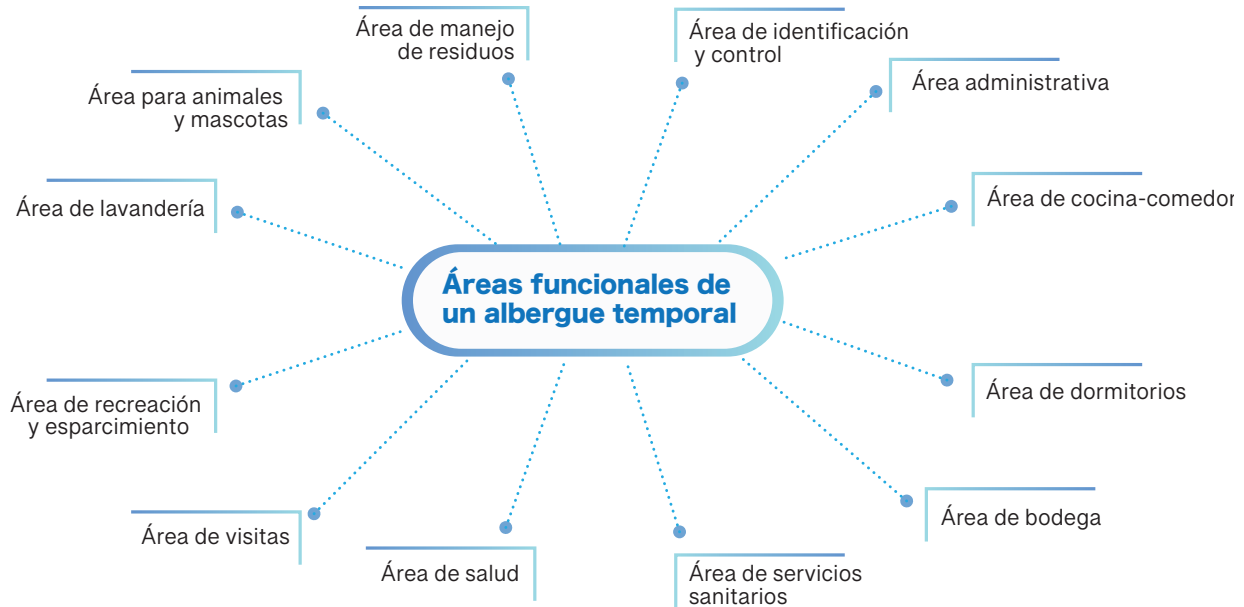 Área de manejo
de residuos
Área de identificación
y control
Área administrativa
Área para animales
y mascotas
Área de lavandería
Área de cocina-comedor
Áreas funcionales de
un albergue temporal
Área de recreación
y esparcimiento
Área de dormitorios
Área de visitas
Área de bodega
Área de salud
Área de servicios
sanitarios